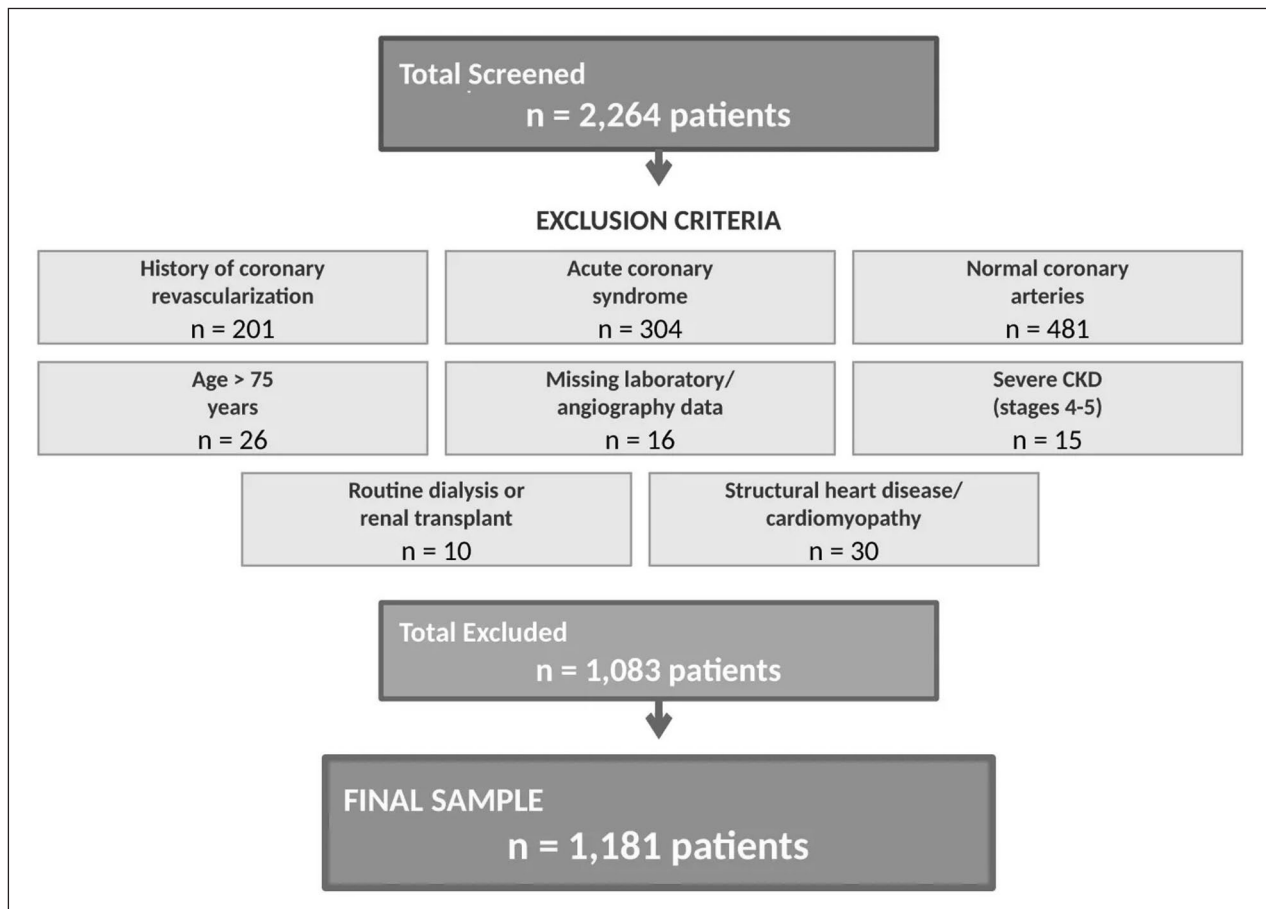 Total Screened
n = 2,264 patients
EXCLUSION CRITERIA
History of coronary
revascularization
n = 201
Acute coronary
syndrome
n = 304
Normal coronary
arteries
n = 481
Age > 75
years
n = 26
Missing laboratory/
angiography data
n = 16
Severe CKD
(stages 4-5)
n = 15
Routine dialysis or
renal transplant
n = 10
Structural heart disease/
cardiomyopathy
n = 30
Total Excluded
n = 1,083 patients
FINAL SAMPLE
n = 1,181 patients